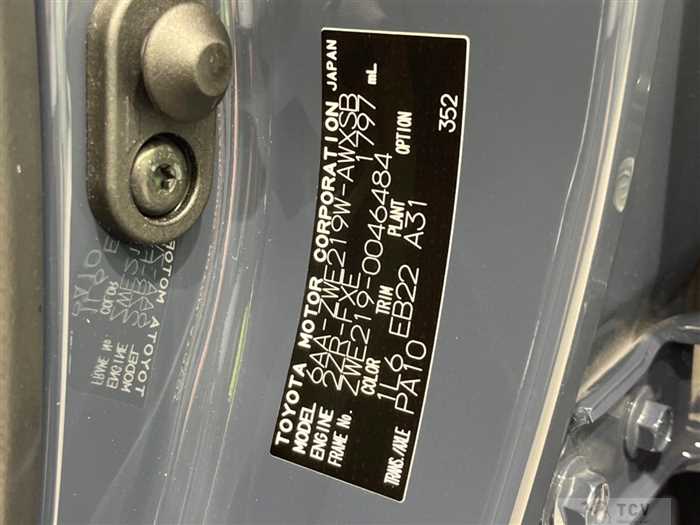 TOYOTA MOTOR CORPORATION JAPAN
MODEL 6AA-ZWE219W-AWXSB
ENGINE 2ZR-FXE 1797 mL
FRAME No. ZWE219-0046484
COLOR TRIM PLANT OPTION
1L6 EB22 A31
TRANS./AXLE PA10
352
TCV